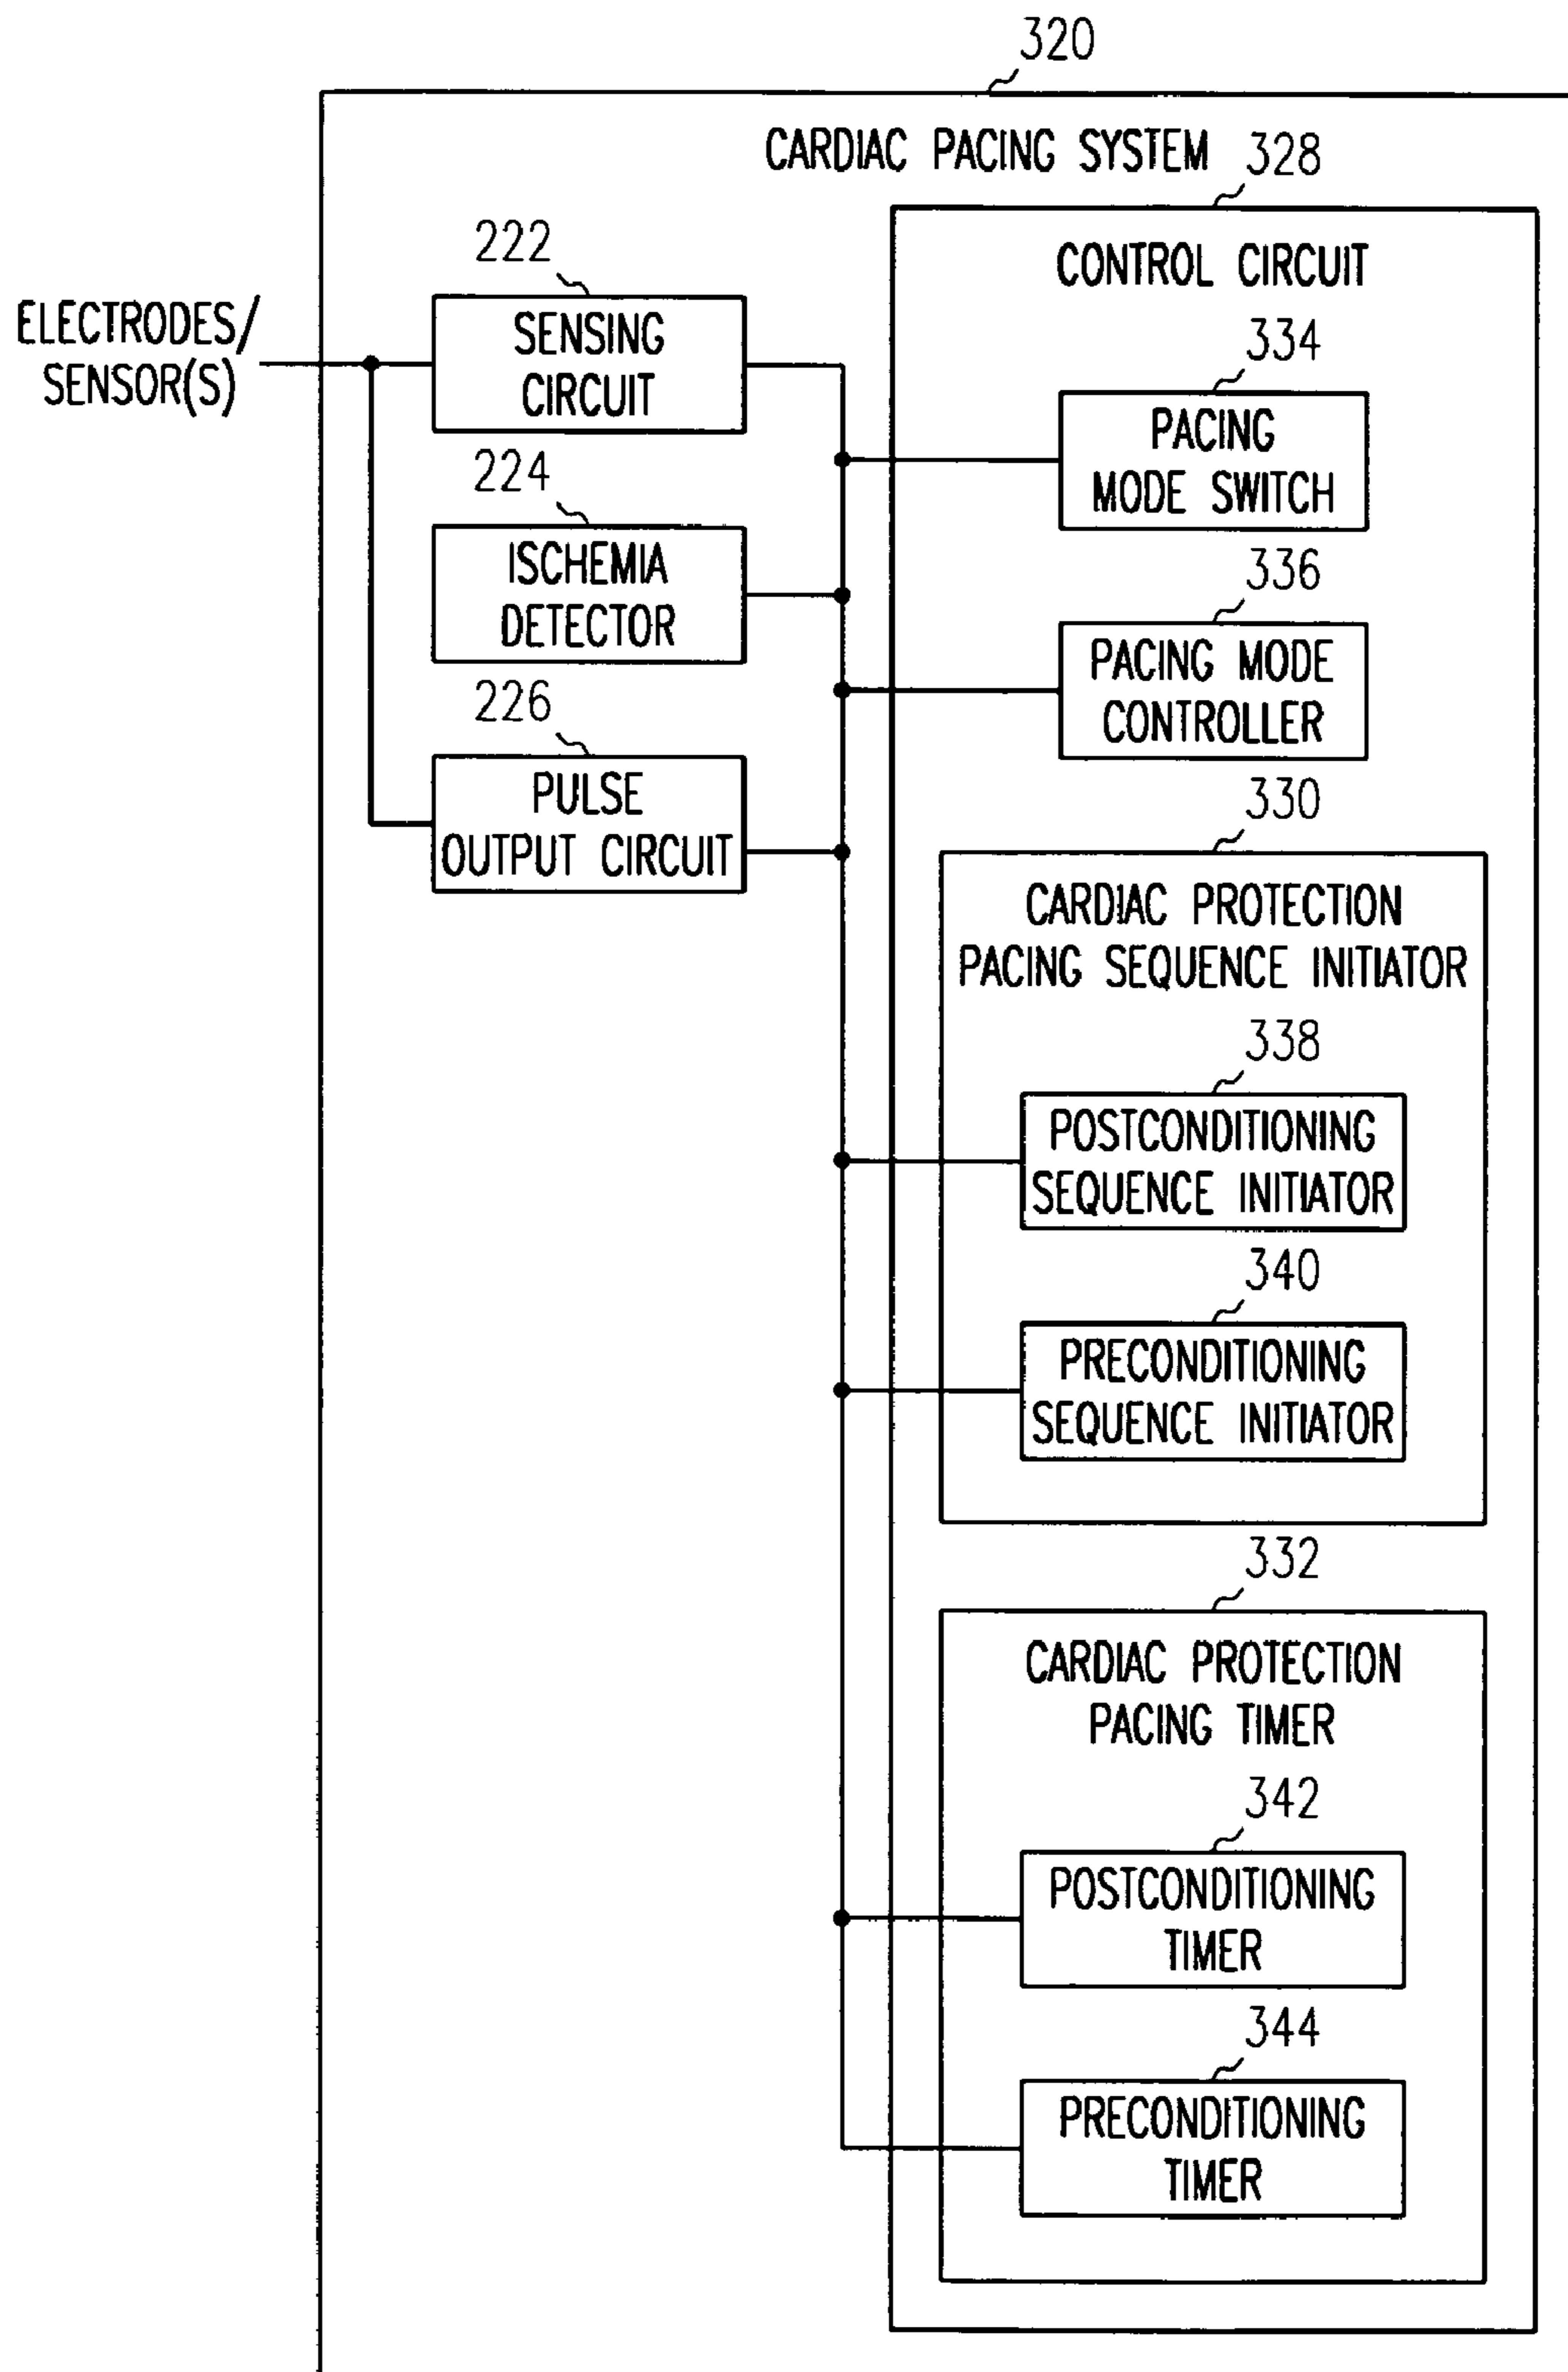 320
CARDIAC PACING SYSTEM
328
CONTROL CIRCUIT
ELECTRODES/
SENSOR(S)
222
SENSING
CIRCUIT
224
ISCHEMIA
DETECTOR
226
PULSE
OUTPUT CIRCUIT
334
PACING
MODE SWITCH
336
PACING MODE
CONTROLLER
330
CARDIAC PROTECTION
PACING SEQUENCE INITIATOR
338
POSTCONDITIONING
SEQUENCE INITIATOR
340
PRECONDITIONING
SEQUENCE INITIATOR
332
CARDIAC PROTECTION
PACING TIMER
342
POSTCONDITIONING
TIMER
344
PRECONDITIONING
TIMER